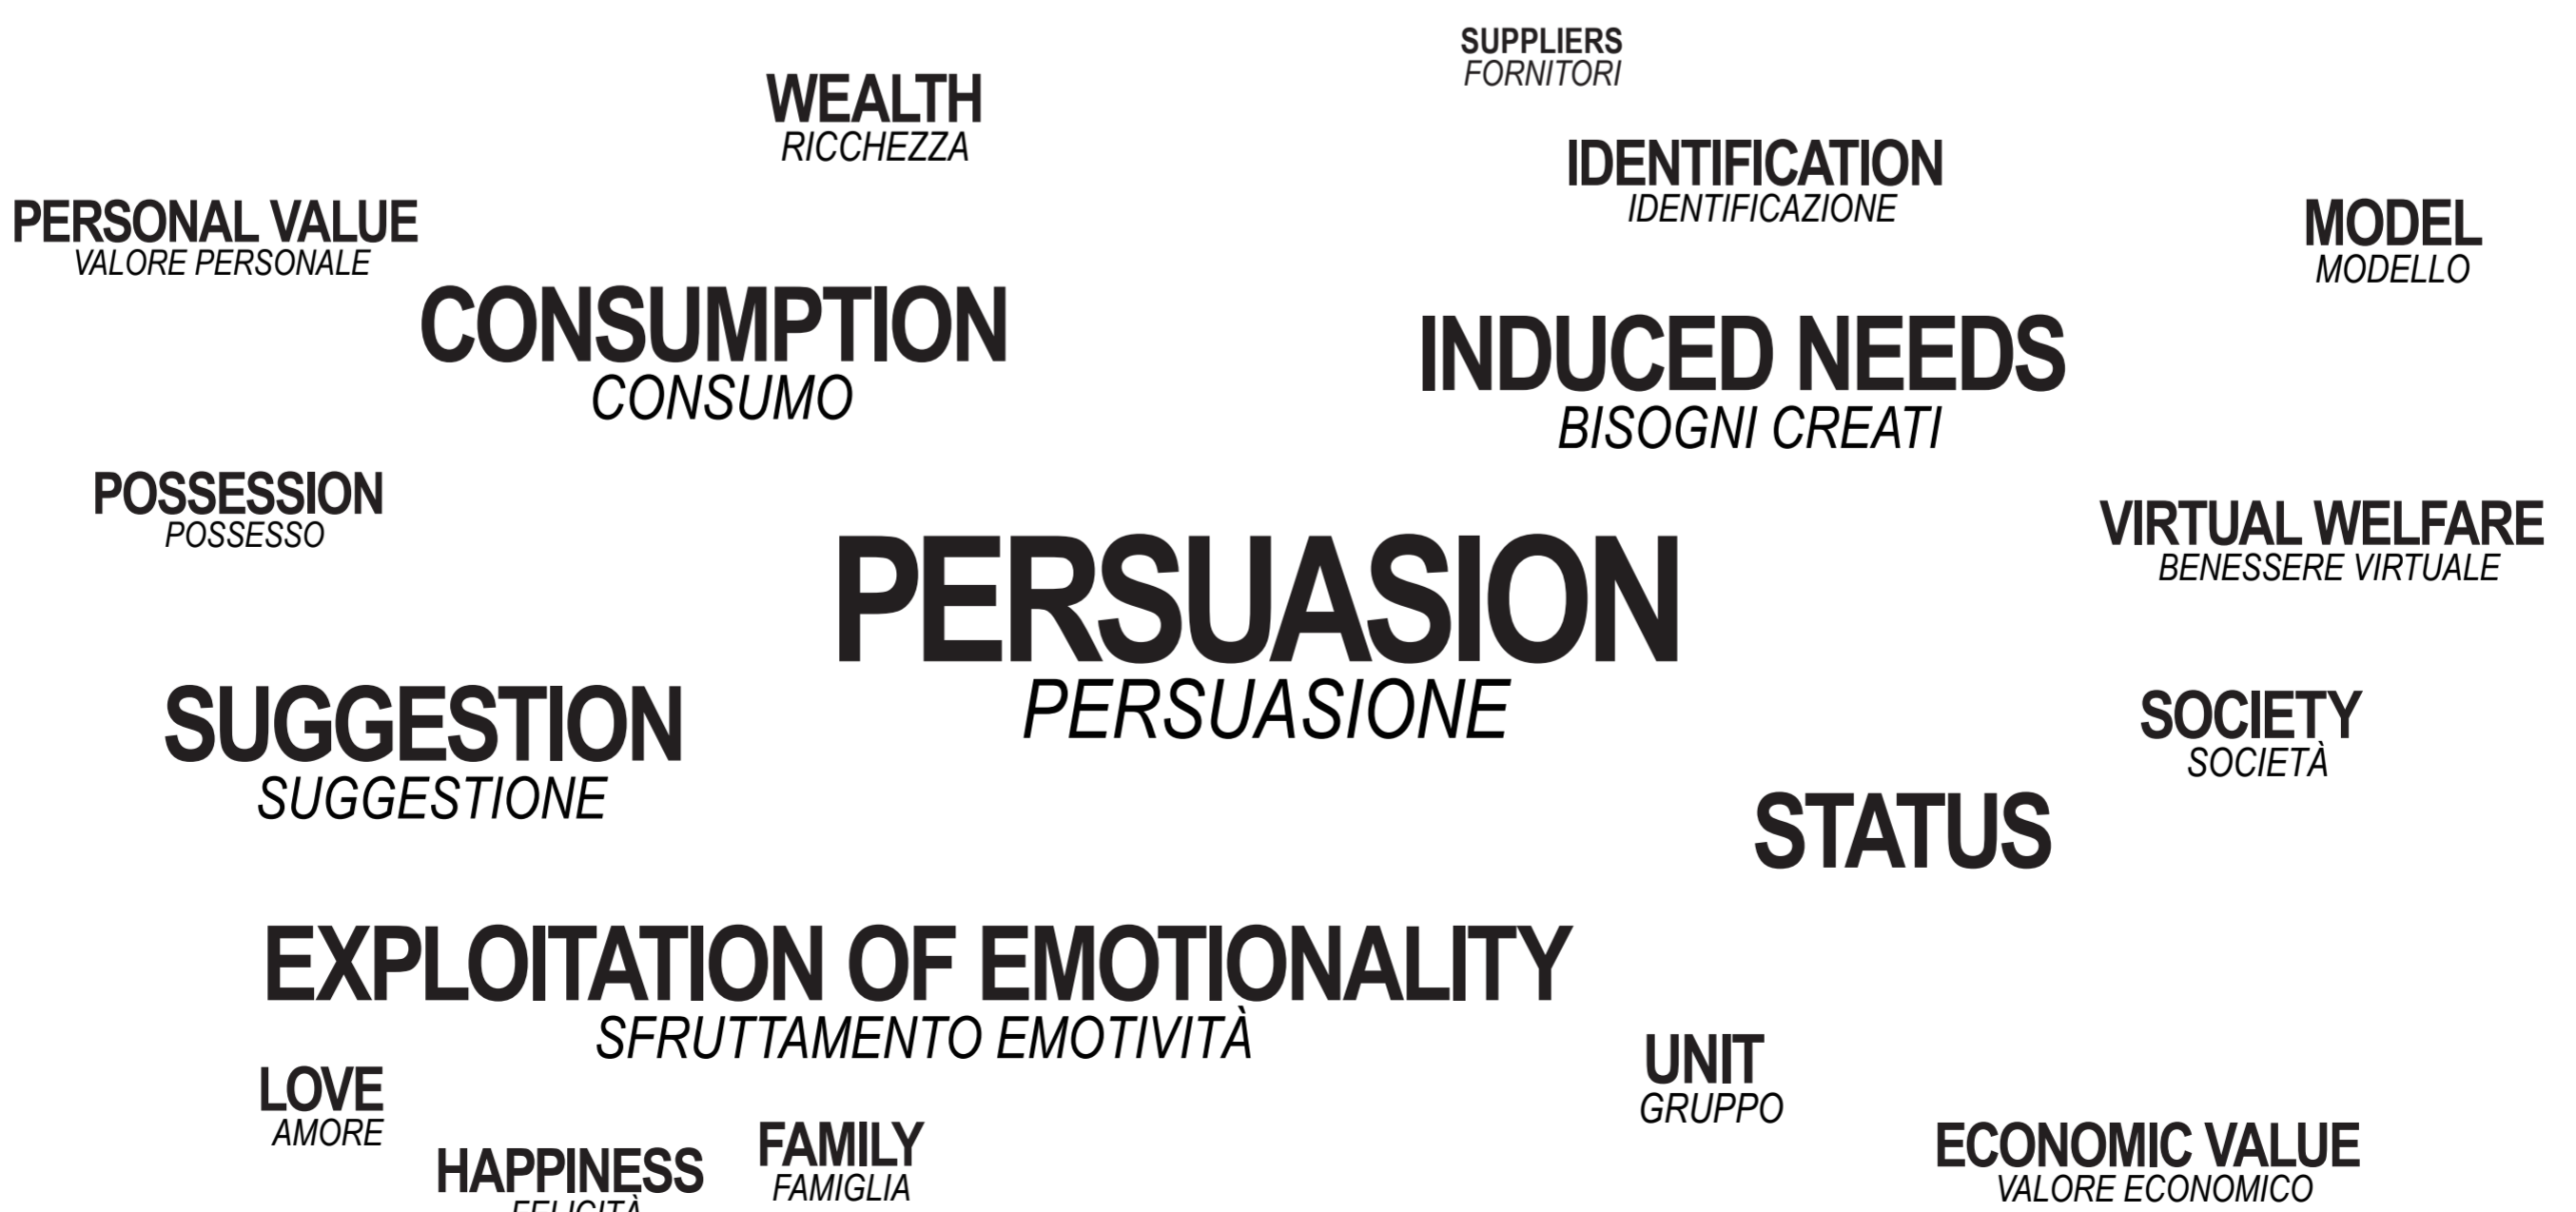 SUPPLIERS
FORNITORI
WEALTH
RICCHEZZA
IDENTIFICATION
IDENTIFICAZIONE
PERSONAL VALUE
VALORE PERSONALE
MODEL
MODELLO
CONSUMPTION
CONSUMO
INDUCED NEEDS
BISOGNI CREATI
POSSESSION
POSSESSO
VIRTUAL WELFARE
BENESSERE VIRTUALE
PERSUASION
PERSUASIONE
SUGGESTION
SUGGESTIONE
SOCIETY
SOCIETÀ
STATUS
EXPLOITATION OF EMOTIONALITY
SFRUTTAMENTO EMOTIVITÀ
UNIT
GRUPPO
LOVE
AMORE
FAMILY
FAMIGLIA
ECONOMIC VALUE
VALORE ECONOMICO
HAPPINESS
FELICITÀ